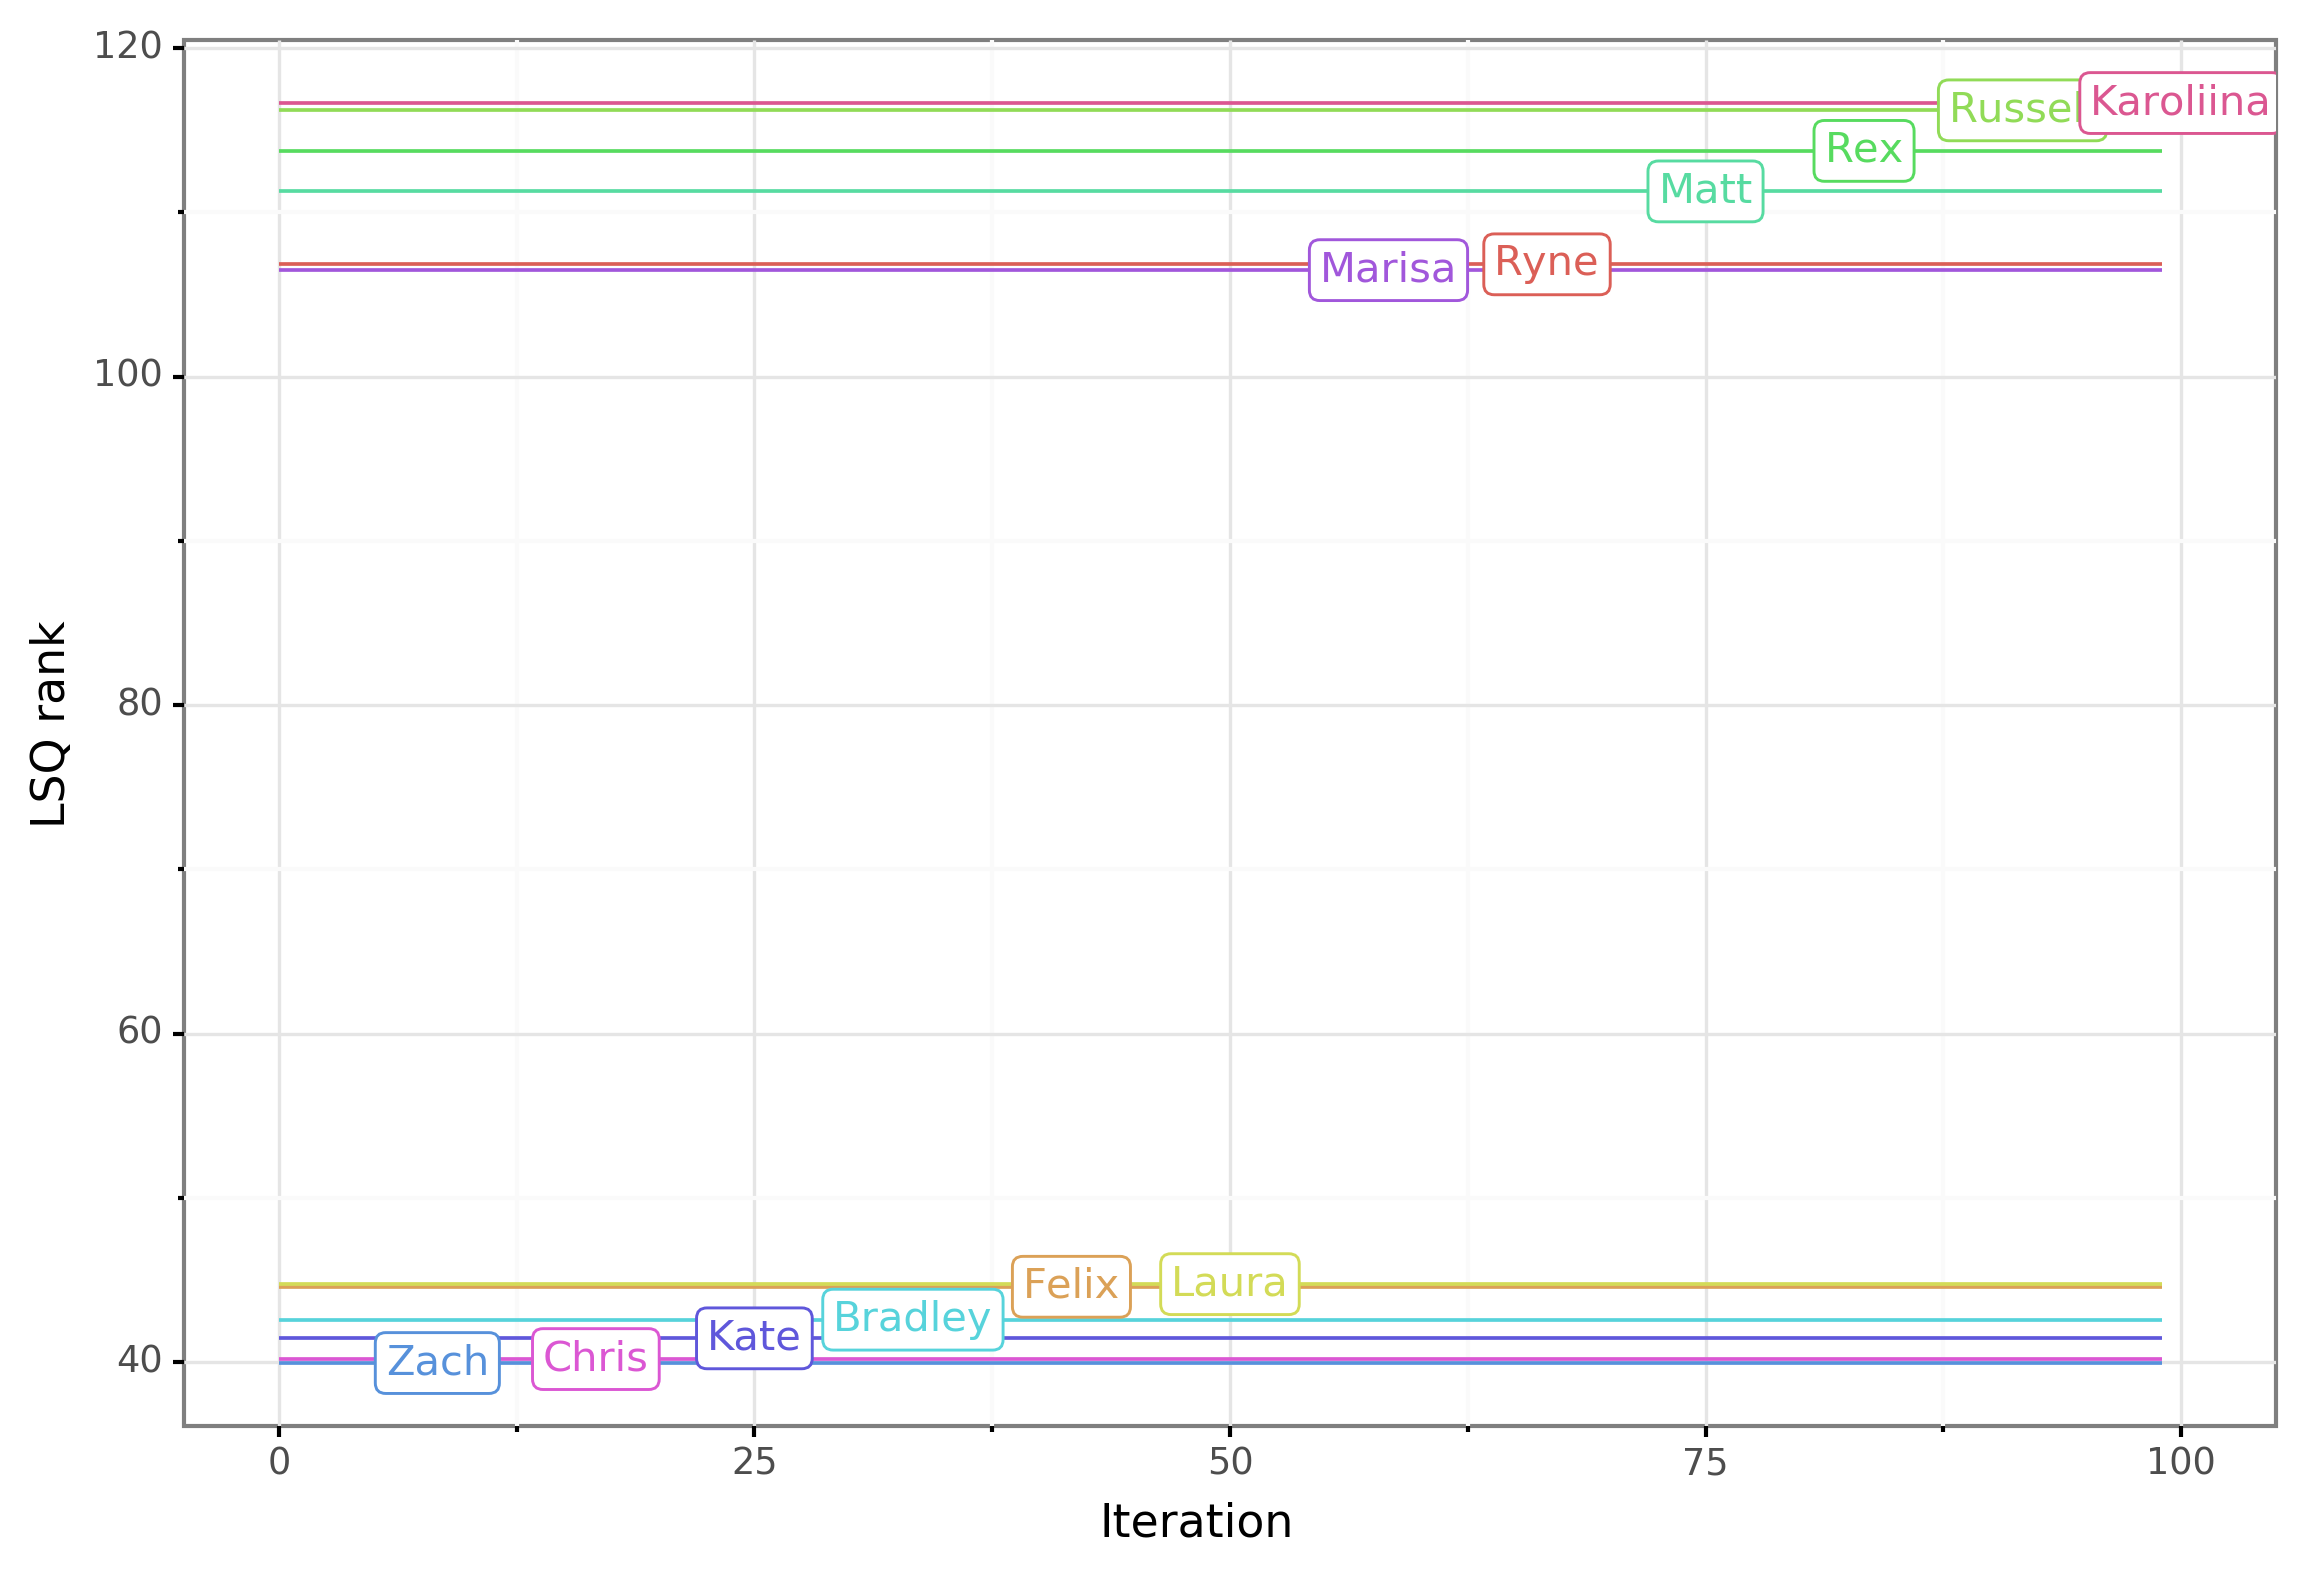 120
Karoliina
Russel
Rex
Matt
Ryne
Marisa
100
80
LSQ rank
60
Laura
Felix
Bradley
Kate
Chris
Zach
40
0 25 50 75 100
Iteration